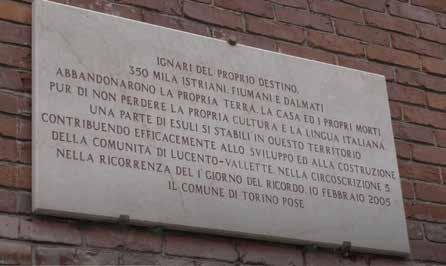 IGNARI DEL PROPRIO DESTINO,
350 MILA ISTRIANI, FIUMANI E DALMATI
ABBANDONARONO LA PROPRIA TERRA, LA CASA ED I PROPRI MORTI
PUR DI NON PERDERE LA PROPRIA CULTURA E LA LINGUA ITALIANA.
UNA PARTE DI ESULI SI STABILI IN QUESTO TERRITORIO
CONTRIBUENDO EFFICACEMENTE ALLO SVILUPPO ED ALLA COSTRUZIONE
DELLA COMUNITA DI LUCENTO-VALLETTE, NELLA CIRCOSCRIZIONE 5.
NELLA RICORRENZA DEL 1° GIORNO DEL RICORDO, 10 FEBBRAIO 2005
IL COMUNE DI TORINO POSE